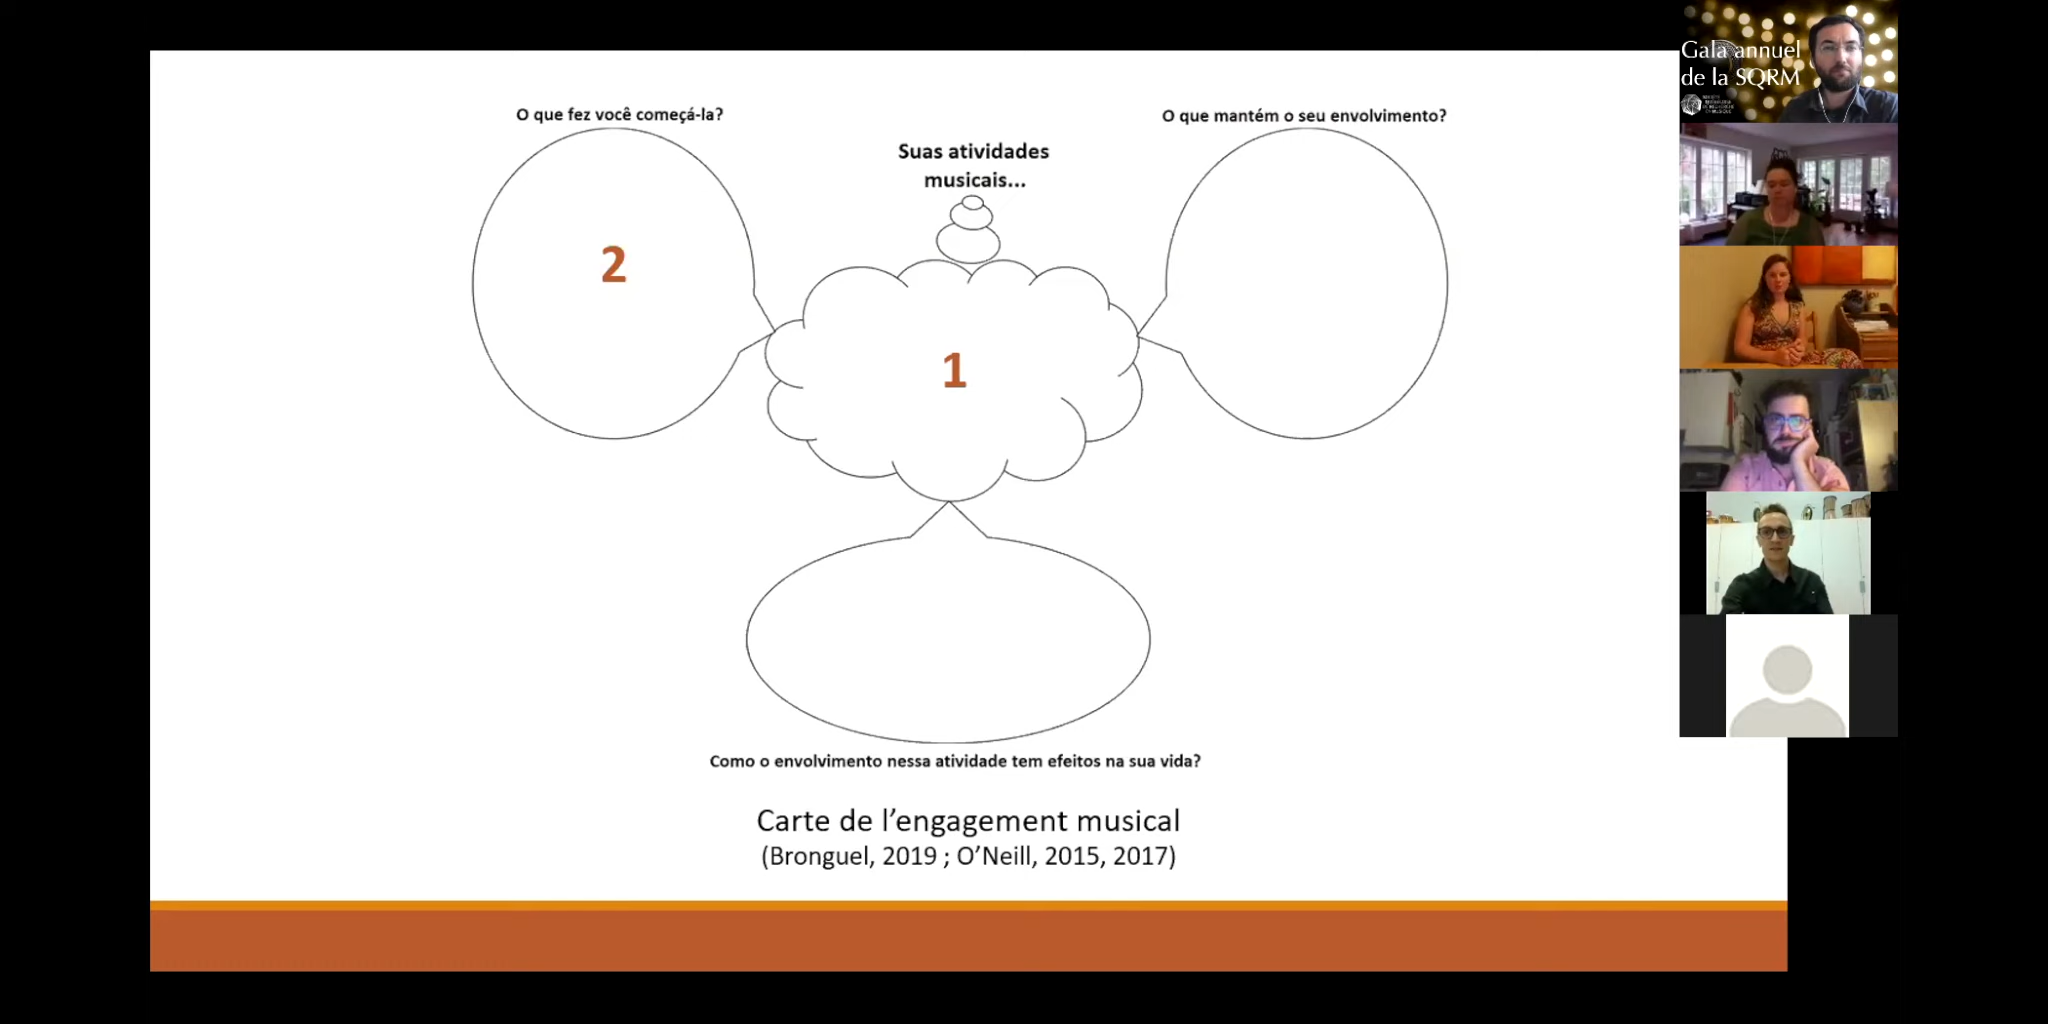 O que fez você começá-la?
O que mantém o seu envolvimento?
Suas atividades
musicais...
2
1
Como o envolvimento nessa atividade tem efeitos na sua vida?
Carte de l’engagement musical
(Bronguel, 2019 ; O’Neill, 2015, 2017)
Gala annuel
de la SQRM